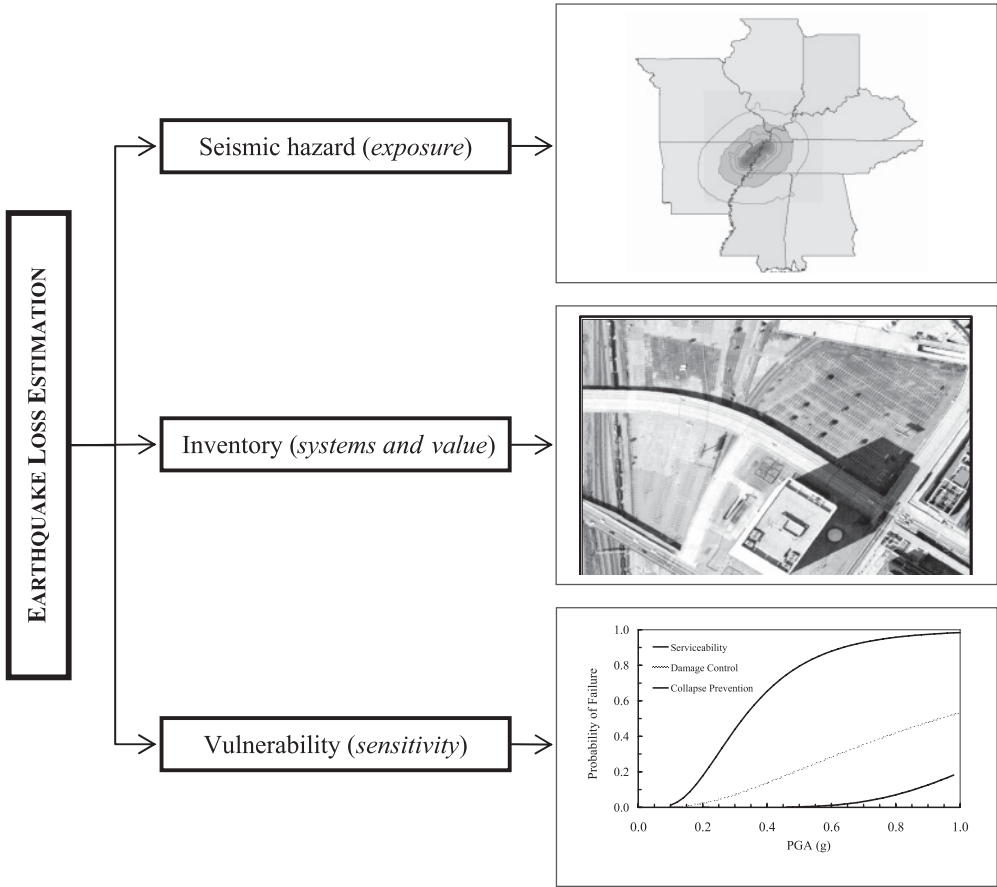 EARTHQUAKE LOSS ESTIMATION
Seismic hazard (exposure)
Inventory (systems and value)
Vulnerability (sensitivity)
Probability of Failure
1.0
0.8
0.6
0.4
0.2
0.0
Serviceability
Damage Control
Collapse Prevention
0.0 0.2 0.4 0.6 0.8 1.0
PGA (g)